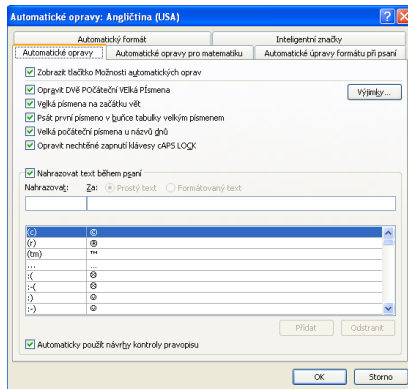 Automatické opravy: Angličtina (USA)
Automatický formát
Inteligentní značky
Automatické opravy
Automatické opravy pro matematiku
Automatické úpravy formátu při psaní
Zobrazit tlačítko Možnosti automatických oprav
Opravit DVě POčáteční VElká PÍsmena
Výjimky...
Velká písmena na začátku vět
Psát první písmeno v buňce tabulky velkým písmenem
Velká počáteční písmena u názvů dnů
Opravit nechtěné zapnutí klávesy cAPS LOCK
Nahrazovat text během psaní
Nahrazovat:
Za:
Prostý text
Formátovaný text
(c) ©
(r) ®
(tm) ™
... …
:( ☹
:-( ☹
:) ☺
:-) ☺
Přidat
Odstranit
Automaticky použít návrhy kontroly pravopisu
OK
Storno